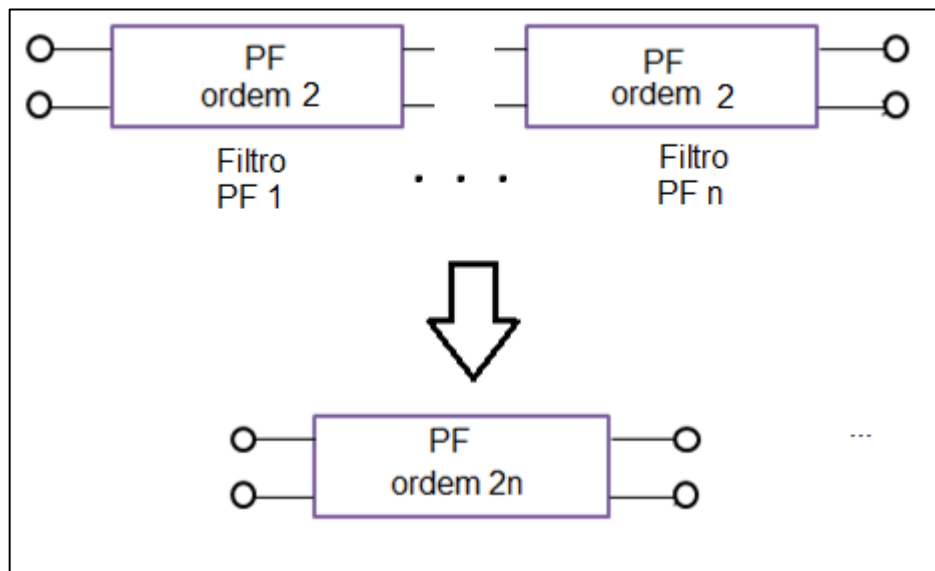 PF
ordem 2
PF
ordem 2
Filtro
PF 1
. . .
Filtro
PF n
PF
ordem 2n
---